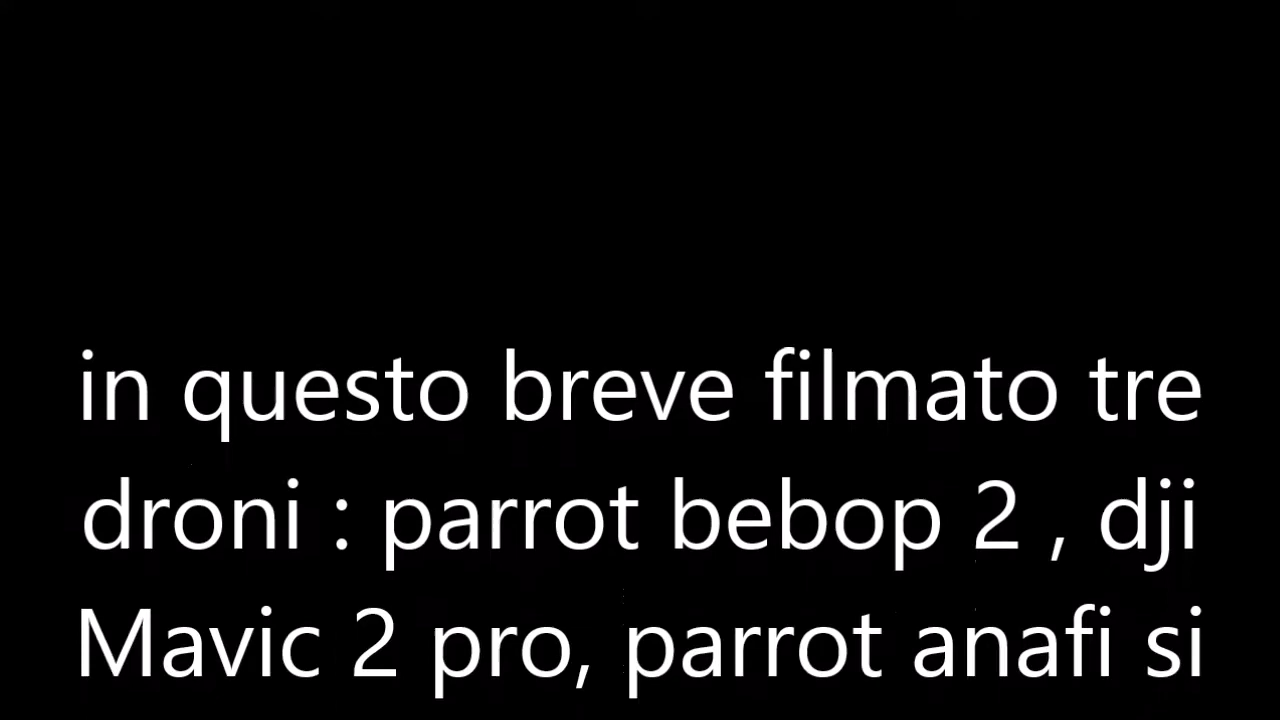 in questo breve filmato tre
droni : parrot bebop 2 , dji
Mavic 2 pro, parrot anafi si